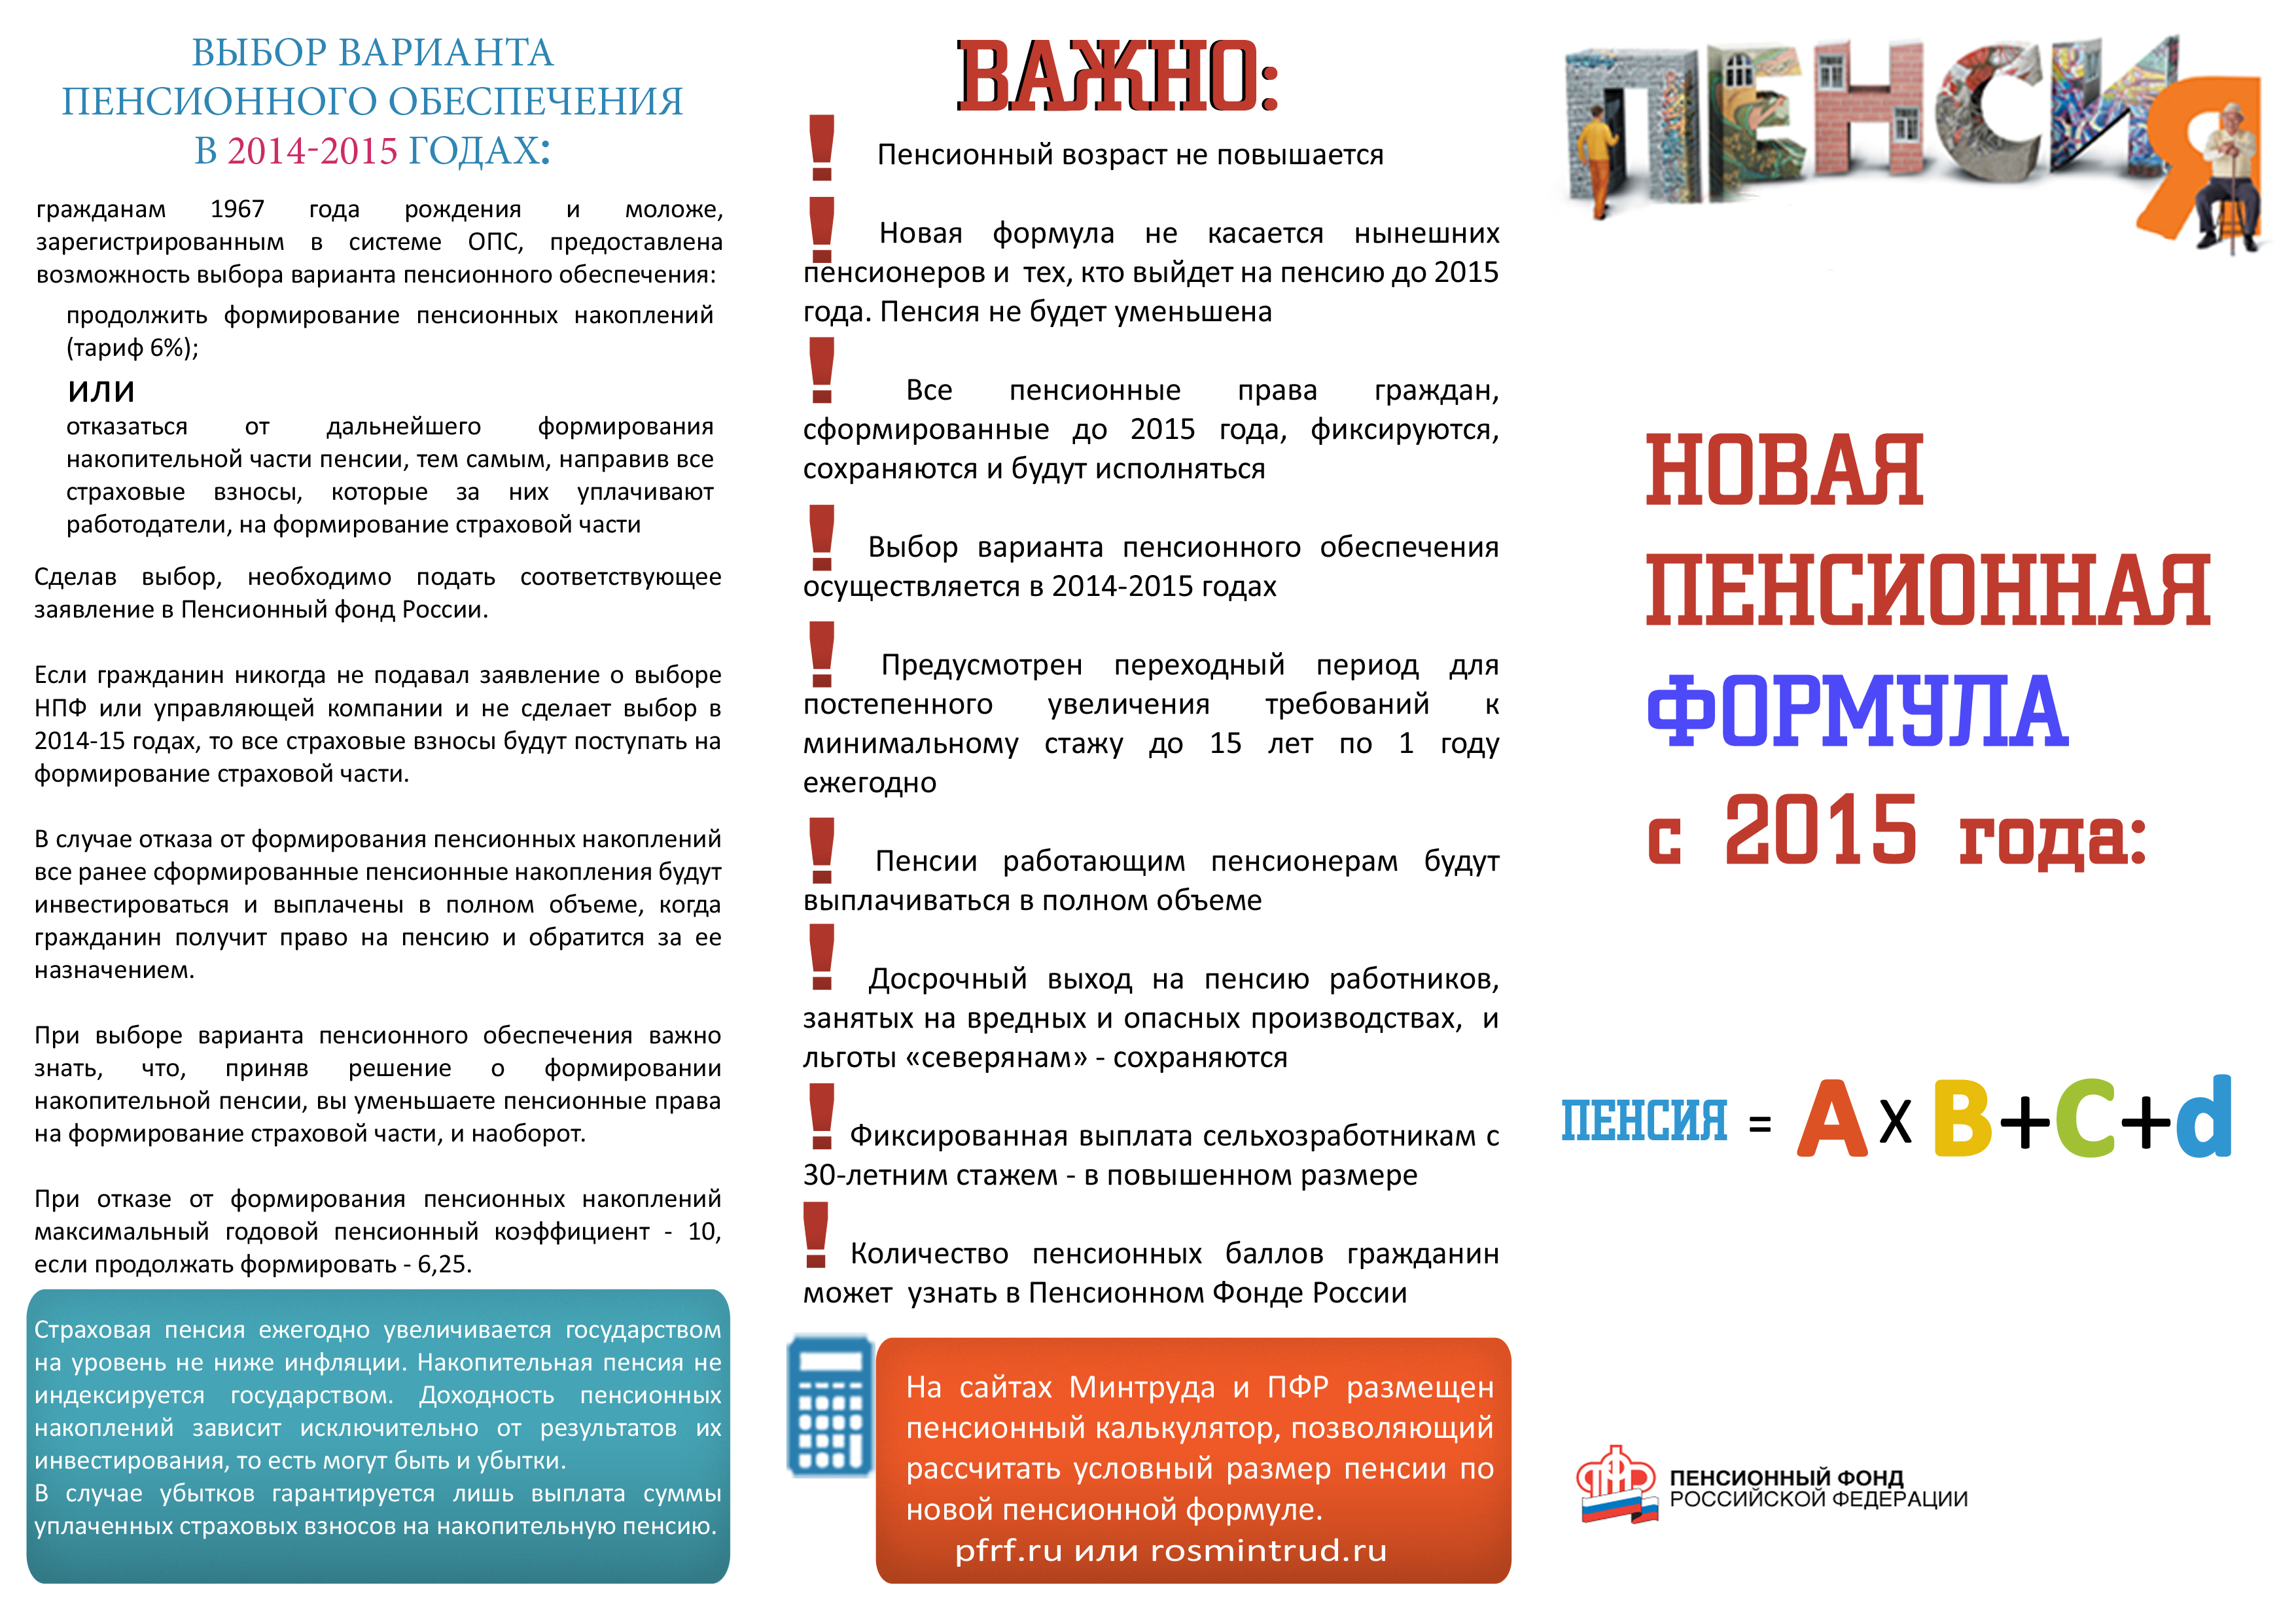 ВЫБОР ВАРИАНТА
ПЕНСИОННОГО ОБЕСПЕЧЕНИЯ
В 2014-2015 ГОДАХ:
гражданам 1967 года рождения и моложе,
зарегистрированным в системе ОПС, предоставлена
возможность выбора варианта пенсионного обеспечения:
продолжить формирование пенсионных накоплений
(тариф 6%);
или
отказаться от дальнейшего формирования
накопительной части пенсии, тем самым, направив все
страховые взносы, которые за них уплачивают
работодатели, на формирование страховой части
Сделав выбор, необходимо подать соответствующее
заявление в Пенсионный фонд России.
Если гражданин никогда не подавал заявление о выборе
НПФ или управляющей компании и не сделает выбор в
2014-15 годах, то все страховые взносы будут поступать на
формирование страховой части.
В случае отказа от формирования пенсионных накоплений
все ранее сформированные пенсионные накопления будут
инвестироваться и выплачены в полном объеме, когда
гражданин получит право на пенсию и обратится за ее
назначением.
При выборе варианта пенсионного обеспечения важно
знать, что, приняв решение о формировании
накопительной пенсии, вы уменьшаете пенсионные права
на формирование страховой части, и наоборот.
При отказе от формирования пенсионных накоплений
максимальный годовой пенсионный коэффициент - 10,
если продолжать формировать - 6,25.
Страховая пенсия ежегодно увеличивается государством
на уровень не ниже инфляции. Накопительная пенсия не
индексируется государством. Доходность пенсионных
накоплений зависит исключительно от результатов их
инвестирования, то есть могут быть и убытки.
В случае убытков гарантируется лишь выплата суммы
уплаченных страховых взносов на накопительную пенсию.
ВАЖНО:
! Пенсионный возраст не повышается
! Новая формула не касается нынешних
пенсионеров и тех, кто выйдет на пенсию до 2015
года. Пенсия не будет уменьшена
! Все пенсионные права граждан,
сформированные до 2015 года, фиксируются,
сохраняются и будут исполняться
! Выбор варианта пенсионного обеспечения
осуществляется в 2014-2015 годах
! Предусмотрен переходный период для
постепенного увеличения требований к
минимальному стажу до 15 лет по 1 году
ежегодно
! Пенсии работающим пенсионерам будут
выплачиваться в полном объеме
! Досрочный выход на пенсию работников,
занятых на вредных и опасных производствах, и
льготы «северянам» - сохраняются
! Фиксированная выплата сельхозработникам с
30-летним стажем - в повышенном размере
! Количество пенсионных баллов гражданин
может узнать в Пенсионном Фонде России
На сайтах Минтруда и ПФР размещен
пенсионный калькулятор, позволяющий
рассчитать условный размер пенсии по
новой пенсионной формуле.
pfrf.ru или rosmintrud.ru
ПЕНСИЯ
НОВАЯ
ПЕНСИОННАЯ
ФОРМУЛА
с 2015 года:
ПЕНСИЯ = A x B+C+d
ПЕНСИОННЫЙ ФОНД
РОССИЙСКОЙ ФЕДЕРАЦИИ